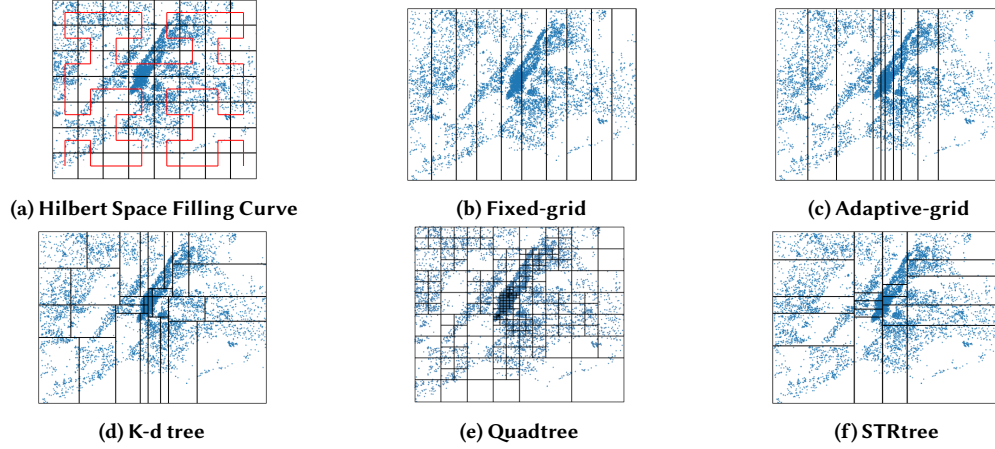 (a) Hilbert Space Filling Curve
(b) Fixed-grid
(c) Adaptive-grid
(d) K-d tree
(e) Quadtree
(f) STRtree